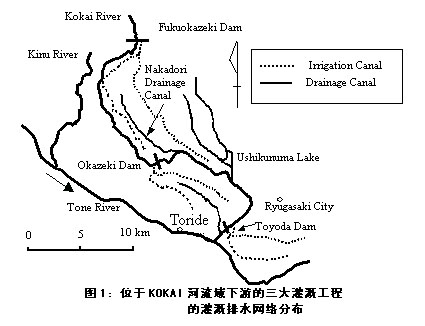 Kokai River
Fukuokazeki Dam
Kinu River
Irrigation Canal
Drainage Canal
Nakadori
Drainage
Canal
Okazeki Dam
Ushikunuma Lake
Tone River
Toride
Ryugasaki City
Toyoda Dam
0 5 10 km
图1：位于KOKAI河流域下游的三大灌溉工程
的灌溉排水网络分布